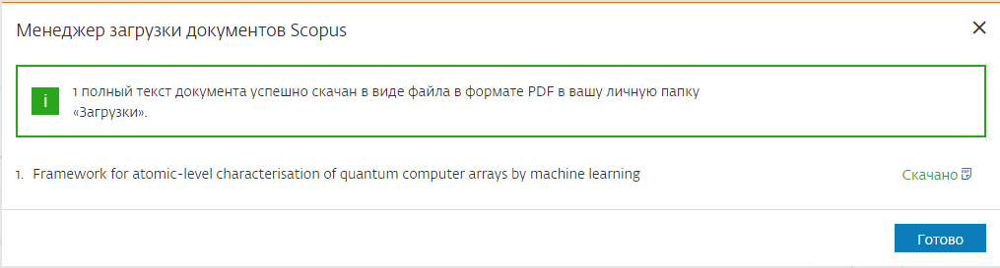 Менеджер загрузки документов Scopus
1 полный текст документа успешно скачан в виде файла в формате PDF в вашу личную папку
«Загрузки».
1. Framework for atomic-level characterisation of quantum computer arrays by machine learning Скачано
Готово